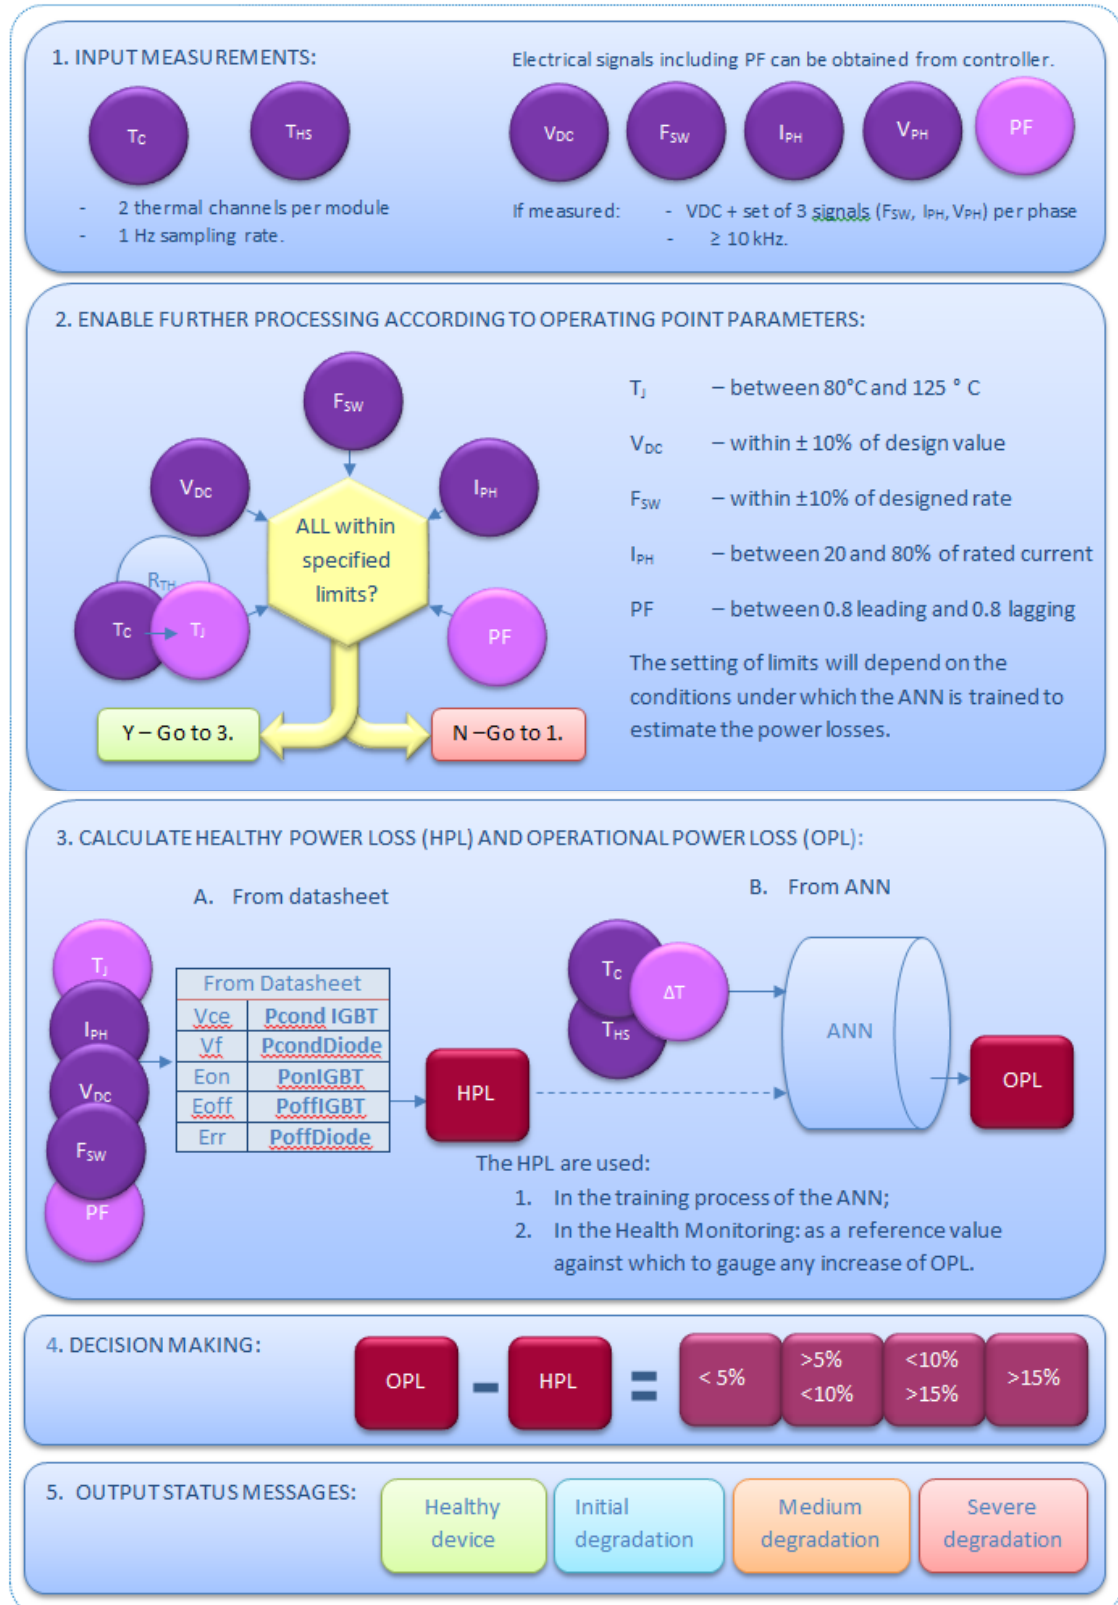 1. INPUT MEASUREMENTS:
Electrical signals including PF can be obtained from controller.
TC
THS
VDC
FSW
IPH
VPH
PF
- 2 thermal channels per module
- 1 Hz sampling rate.
If measured: - VDC + set of 3 signals (FSW, IPH, VPH) per phase
- ≥ 10 kHz.
2. ENABLE FURTHER PROCESSING ACCORDING TO OPERATING POINT PARAMETERS:
FSW
VDC
IPH
ALL within
specified
limits?
RTH
TC
TJ
PF
Y – Go to 3.
N –Go to 1.
TJ – between 80°C and 125 ° C
VDC – within ± 10% of design value
FSW – within ±10% of designed rate
IPH – between 20 and 80% of rated current
PF – between 0.8 leading and 0.8 lagging
The setting of limits will depend on the
conditions under which the ANN is trained to
estimate the power losses.
3. CALCULATE HEALTHY POWER LOSS (HPL) AND OPERATIONAL POWER LOSS (OPL):
A. From datasheet
B. From ANN
TJ
IPH
VDC
FSW
PF
From Datasheet
Vce Pcond IGBT
Vf PcondDiode
Eon PonIGBT
Eoff PoffIGBT
Err PoffDiode
HPL
TC
THS
ΔT
ANN
OPL
The HPL are used:
1. In the training process of the ANN;
2. In the Health Monitoring: as a reference value
against which to gauge any increase of OPL.
4. DECISION MAKING:
OPL - HPL =
< 5%
>5%
<10%
<10%
>15%
>15%
5. OUTPUT STATUS MESSAGES:
Healthy
device
Initial
degradation
Medium
degradation
Severe
degradation